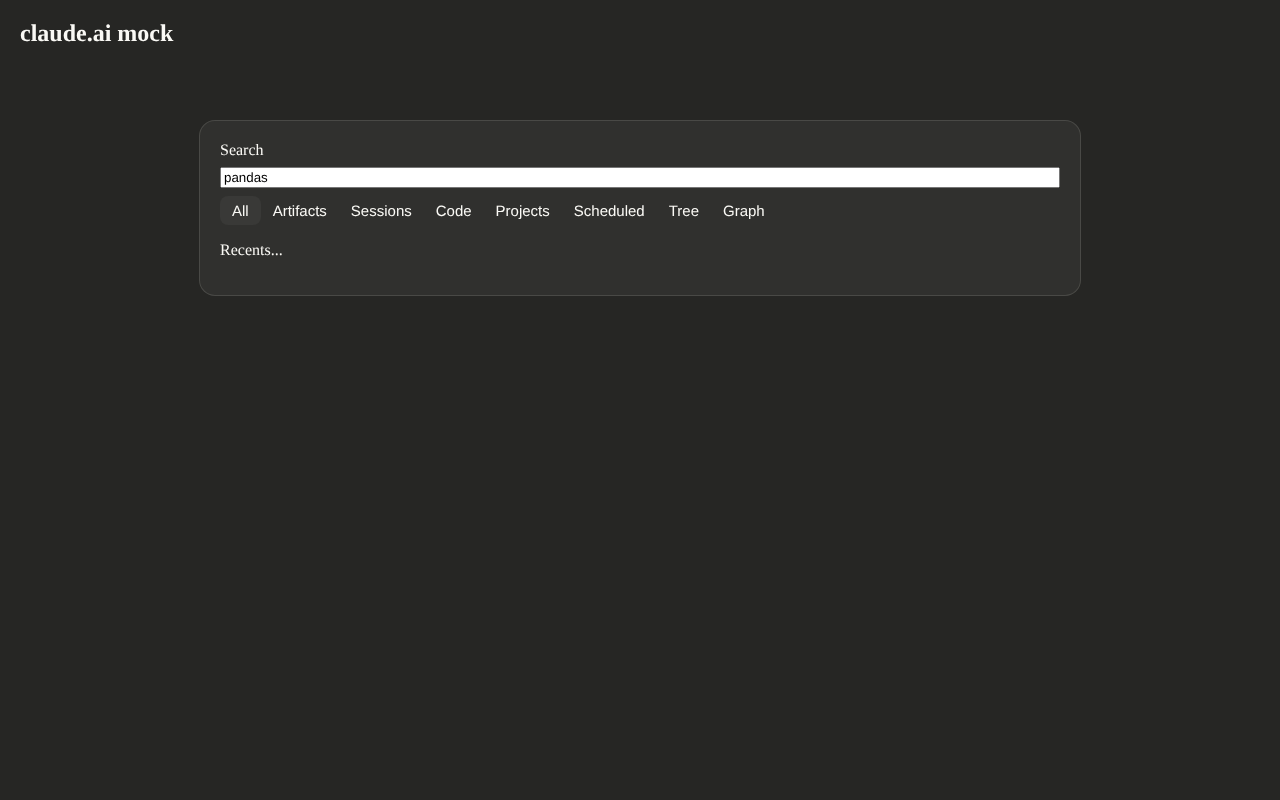 claude.ai mock
Search
pandas
All Artifacts Sessions Code Projects Scheduled Tree Graph
Recents...